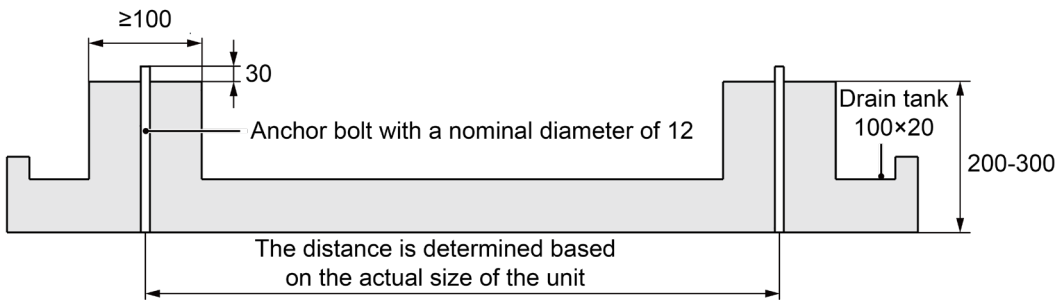 ≥100
30
Anchor bolt with a nominal diameter of 12
Drain tank
100×20
200-300
The distance is determined based
on the actual size of the unit